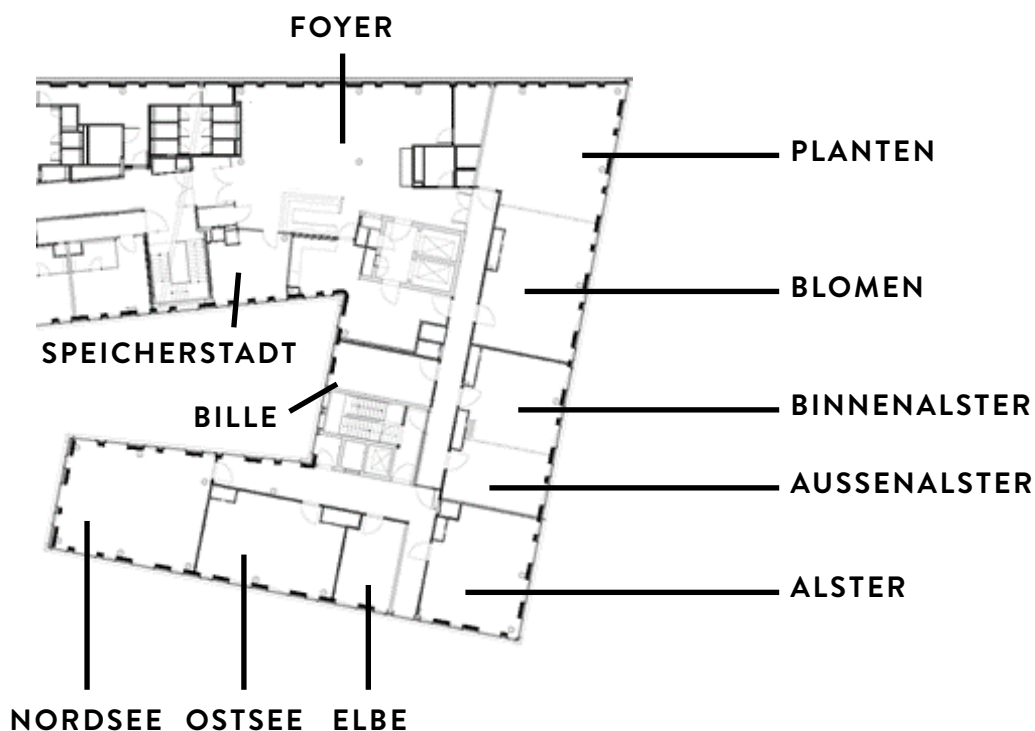 FOYER
PLANTEN
BLOMEN
SPEICHERSTADT
BILLE
BINNENALSTER
AUSSENALSTER
ALSTER
NORDSEE OSTSEE ELBE